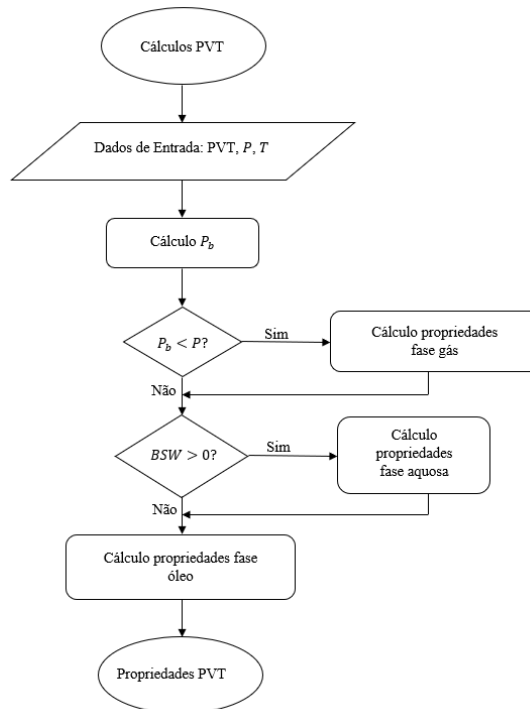 Cálculos PVT
Dados de Entrada: PVT, P, T
Cálculo P_b
P_b < P?
Sim
Cálculo propriedades
fase gás
Não
BSW > 0?
Sim
Cálculo
propriedades
fase aquosa
Não
Cálculo propriedades fase
óleo
Propriedades PVT